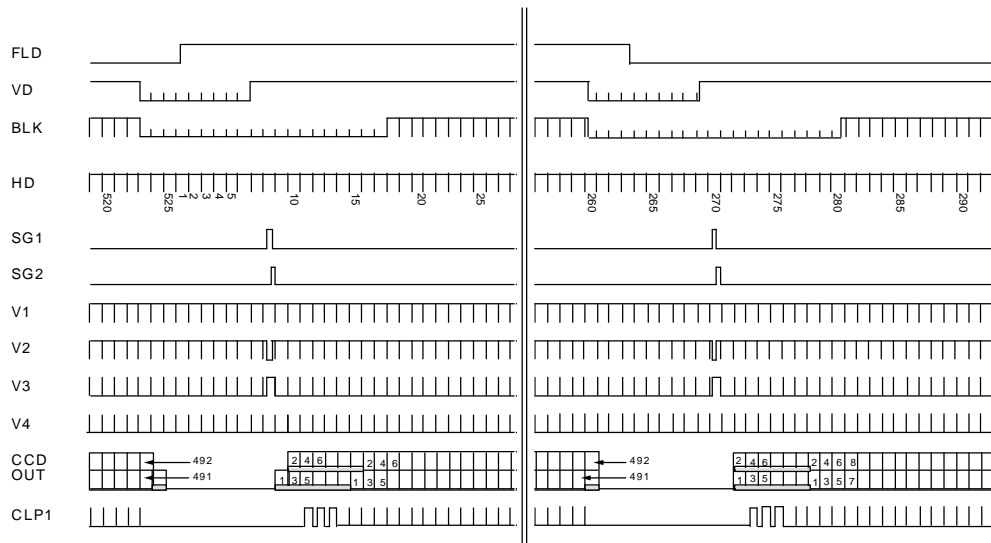 FLD
VD
BLK
HD
520 525 1 2 3 4 5 10 15 20 25 260 265 270 275 280 285 290
SG1
SG2
V1
V2
V3
V4
CCD OUT
492 2 4 6 2 4 6 492 2 4 6 2 4 6 8
491 1 3 5 1 3 5 491 1 3 5 1 3 5 7
CLP1